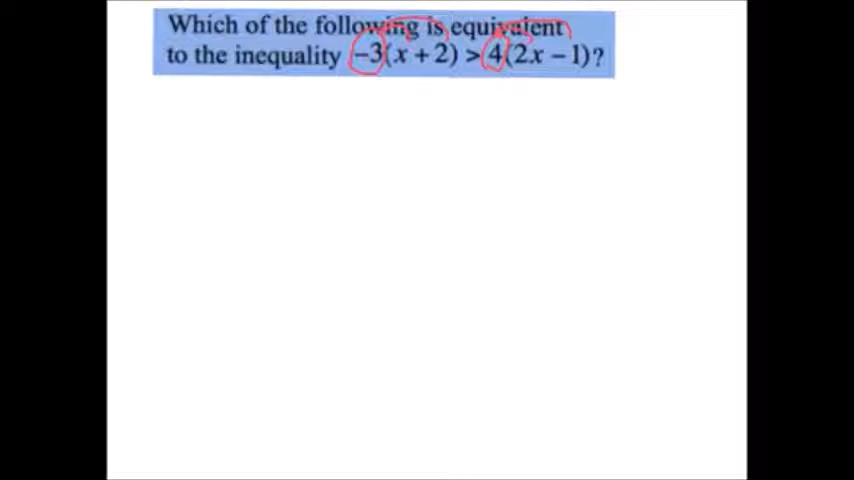 Which of the following is equivalent
to the inequality −3(x + 2) > 4(2x − 1)?